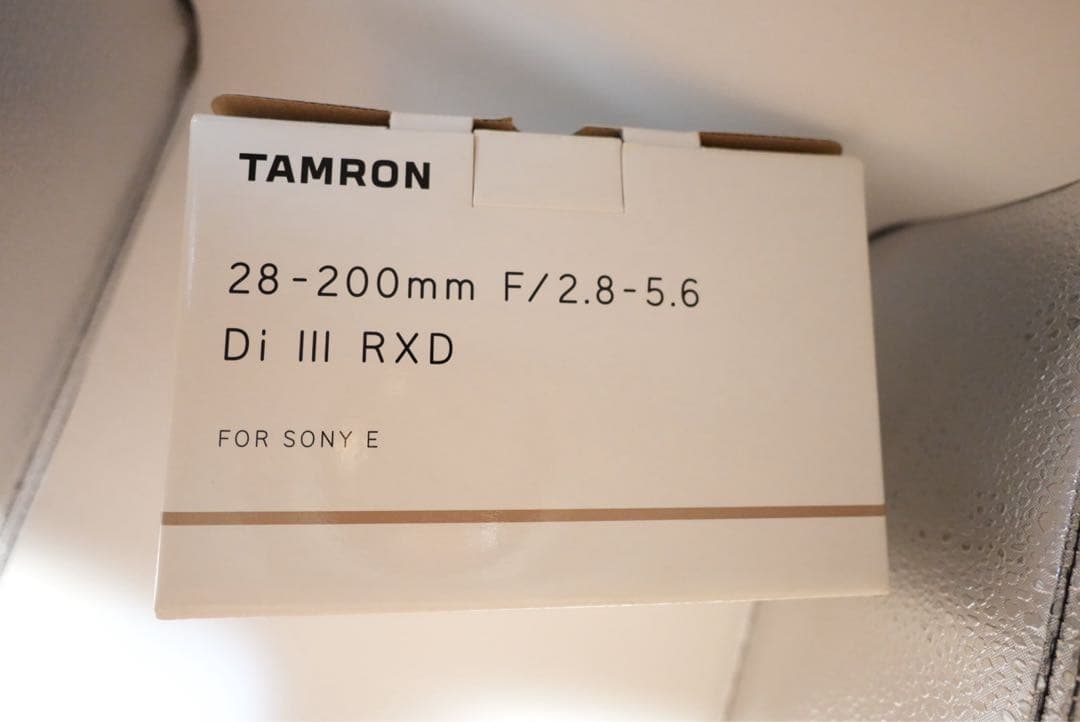 TAMRON
28-200mm F/2.8-5.6
Di III RXD
FOR SONY E